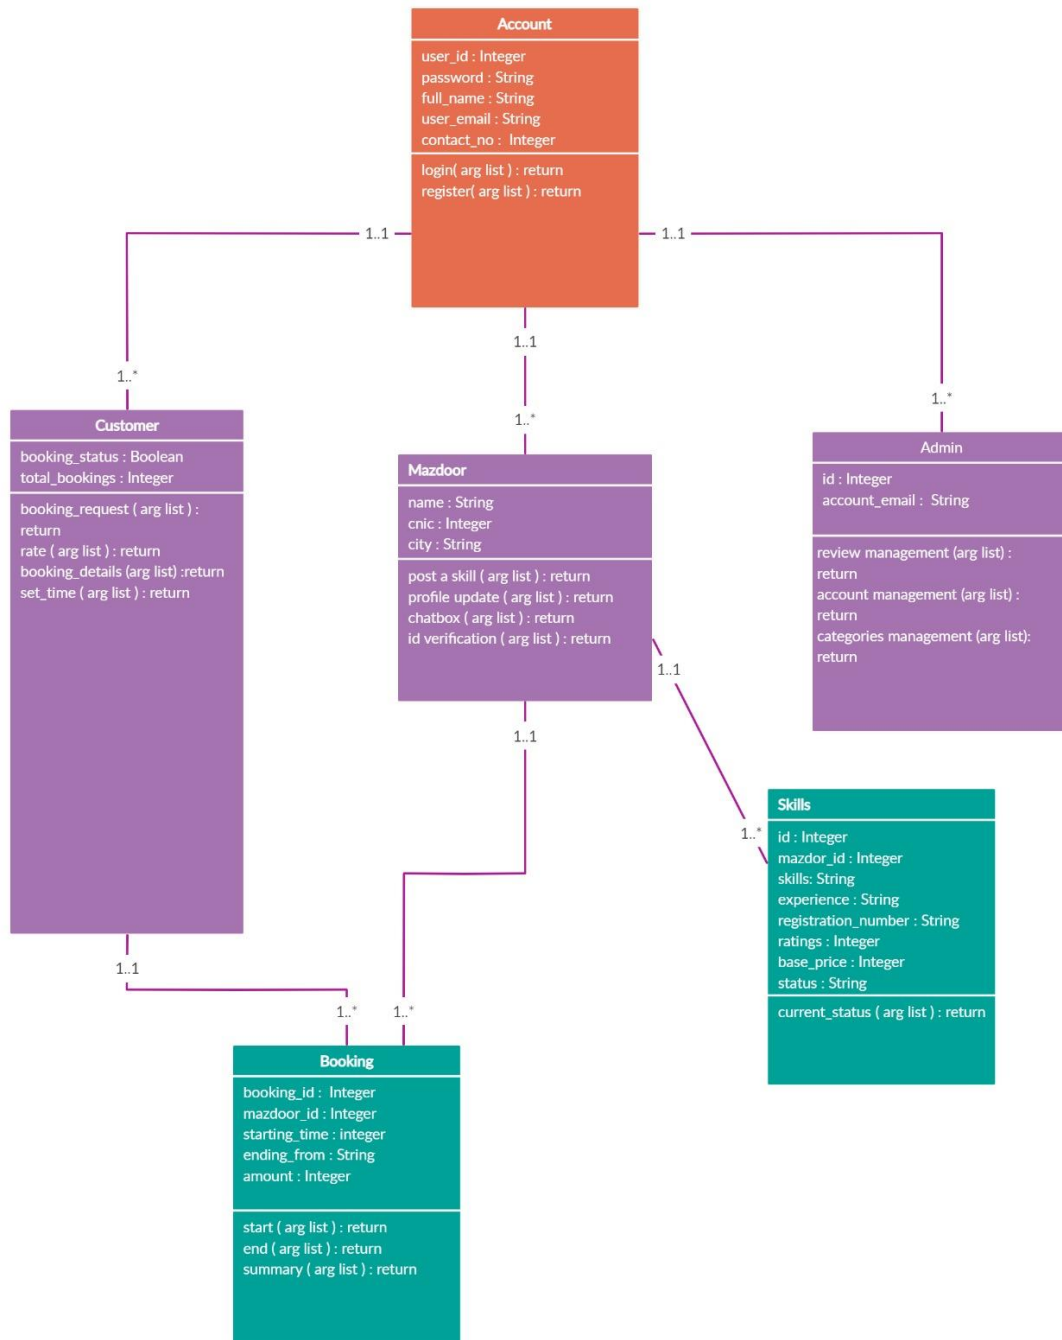 Account
user_id : Integer
password : String
full_name : String
user_email : String
contact_no :  Integer
login( arg list ) : return
register( arg list ) : return
1..1
1..1
1..1
1..*
1..*
1..*
Customer
booking_status : Boolean
total_bookings : Integer
booking_request ( arg list ) :
return
rate ( arg list ) : return
booking_details (arg list) :return
set_time ( arg list ) : return
Mazdoor
name : String
cnic : Integer
city : String
post a skill ( arg list ) : return
profile update ( arg list ) : return
chatbox ( arg list ) : return
id verification ( arg list ) : return
Admin
id : Integer
account_email :  String
review management (arg list) :
return
account management (arg list) :
return
categories management (arg list):
return
1..1
1..1
1..*
Skills
id : Integer
mazdor_id : Integer
skills: String
experience : String
registration_number : String
ratings : Integer
base_price : Integer
status : String
current_status ( arg list ) : return
1..1
1..*
1..*
Booking
booking_id :  Integer
mazdoor_id : Integer
starting_time : integer
ending_from : String
amount : Integer
start ( arg list ) : return
end ( arg list ) : return
summary ( arg list ) : return